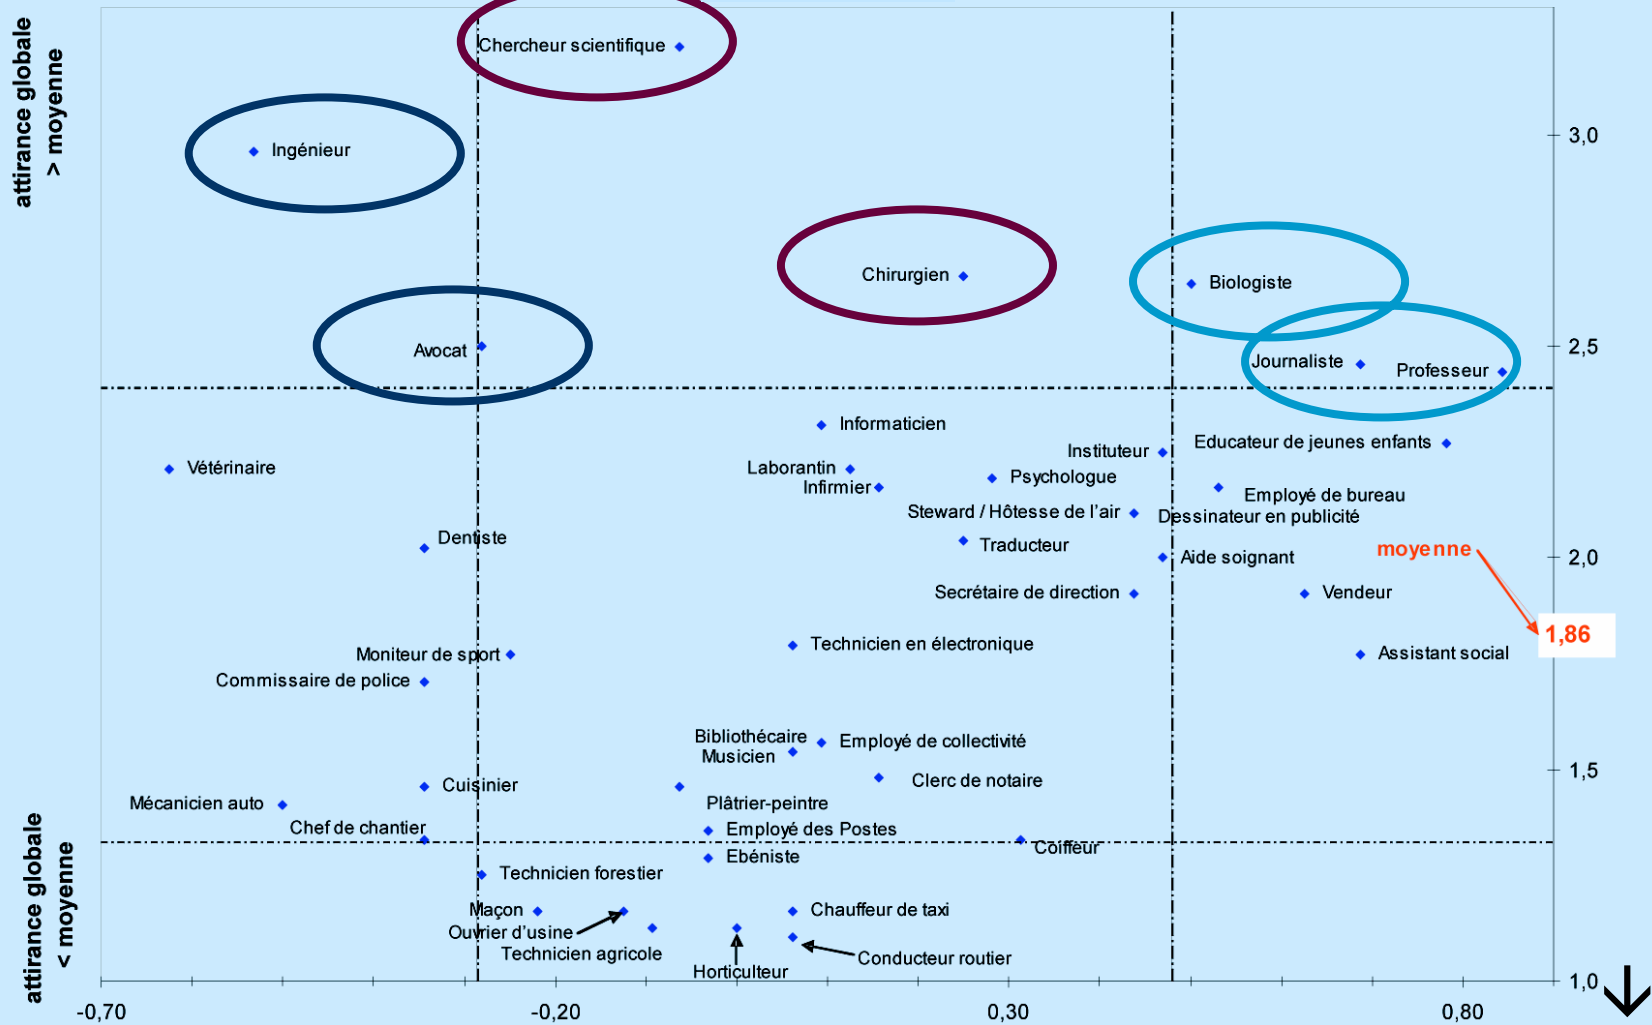 attirance globale
> moyenne
Chercheur scientifique
3,0
Ingénieur
Chirurgien
Biologiste
2,5
Avocat
Journaliste
Professeur
Informaticien
Educateur de jeunes enfants
Instituteur
Vétérinaire
Laborantin
Psychologue
Infirmier
Employé de bureau
Steward / Hôtesse de l'air
Dessinateur en publicité
Dentiste
Traducteur
moyenne
2,0
Aide soignant
Secrétaire de direction
Vendeur
1,86
Technicien en électronique
Moniteur de sport
Assistant social
Commissaire de police
Bibliothécaire
Employé de collectivité
Musicien
1,5
Cuisinier
Clerc de notaire
Mécanicien auto
Plâtrier-peintre
Chef de chantier
Employé des Postes
Coiffeur
Ebéniste
attirance globale
< moyenne
Technicien forestier
Maçon
Chauffeur de taxi
Ouvrier d'usine
Technicien agricole
Conducteur routier
Horticulteur
1,0
-0,70
-0,20
0,30
0,80